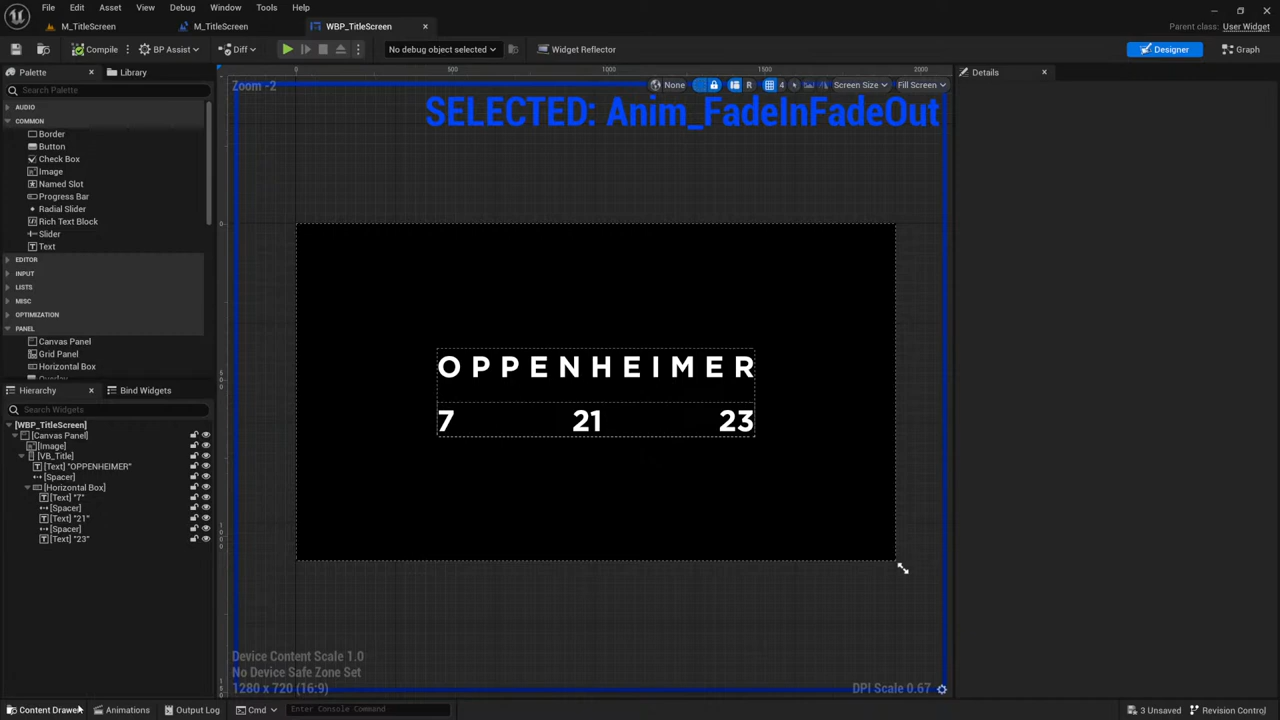 File Edit Asset View Debug Window Tools Help
M_TitleScreen M_TitleScreen WBP_TitleScreen
Parent class: User Widget
Compile BP Assist Diff No debug object selected Widget Reflector Designer Graph
Palette Library
Search Palette
AUDIO
COMMON
Border
Button
Check Box
Image
Named Slot
Progress Bar
Radial Slider
Rich Text Block
Slider
Text
EDITOR
INPUT
LISTS
MISC
OPTIMIZATION
PANEL
Canvas Panel
Grid Panel
Horizontal Box
Hierarchy Bind Widgets
Search Widgets
[WBP_TitleScreen]
[Canvas Panel]
[Image]
[VB_Title]
[Text] "OPPENHEIMER"
[Spacer]
[Horizontal Box]
[Text] "7"
[Spacer]
[Text] "21"
[Spacer]
[Text] "23"
0 500 1000 1500 2000
Zoom -2
None R 4 Screen Size Fill Screen
SELECTED: Anim_FadeInFadeOut
OPPENHEIMER
7 21 23
Device Content Scale 1.0
No Device Safe Zone Set
1280 x 720 (16:9)
DPI Scale 0.67
Details
Content Drawer Animations Output Log Cmd Enter Console Command
3 Unsaved Revision Control